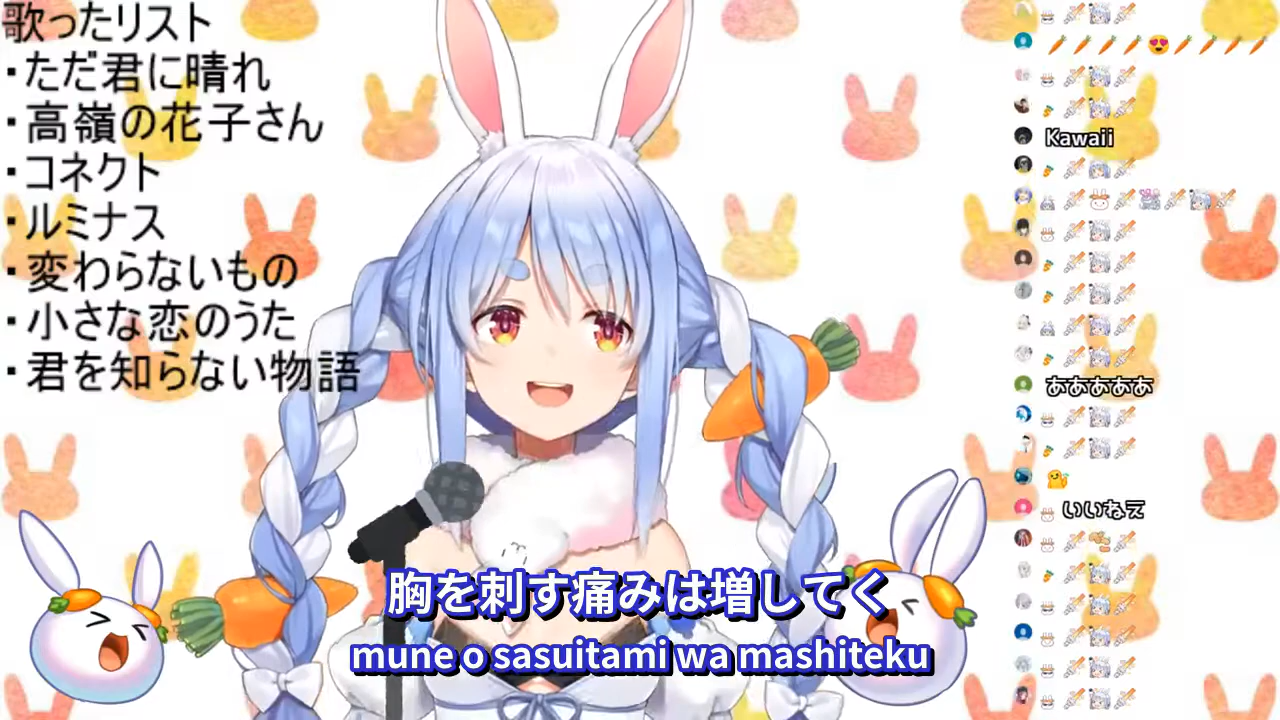 歌ったリスト
・ただ君に晴れ
・高嶺の花子さん
・コネクト
・ルミナス
・変わらないもの
・小さな恋のうた
・君を知らない物語
Kawaii
あああああ
いいねえ
胸を刺す痛みは増してく
mune o sasuitami wa mashiteku